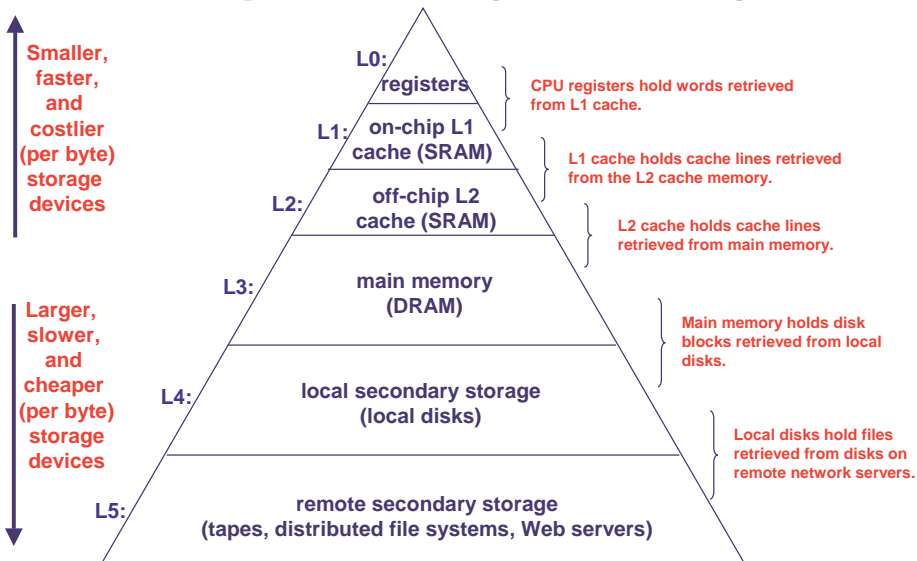 Smaller,
faster,
and
costlier
(per byte)
storage
devices
Larger,
slower,
and
cheaper
(per byte)
storage
devices
L0:
registers
CPU registers hold words retrieved
from L1 cache.
L1:
on-chip L1
cache (SRAM)
L1 cache holds cache lines retrieved
from the L2 cache memory.
L2:
off-chip L2
cache (SRAM)
L2 cache holds cache lines
retrieved from main memory.
L3:
main memory
(DRAM)
Main memory holds disk
blocks retrieved from local
disks.
L4:
local secondary storage
(local disks)
Local disks hold files
retrieved from disks on
remote network servers.
L5:
remote secondary storage
(tapes, distributed file systems, Web servers)